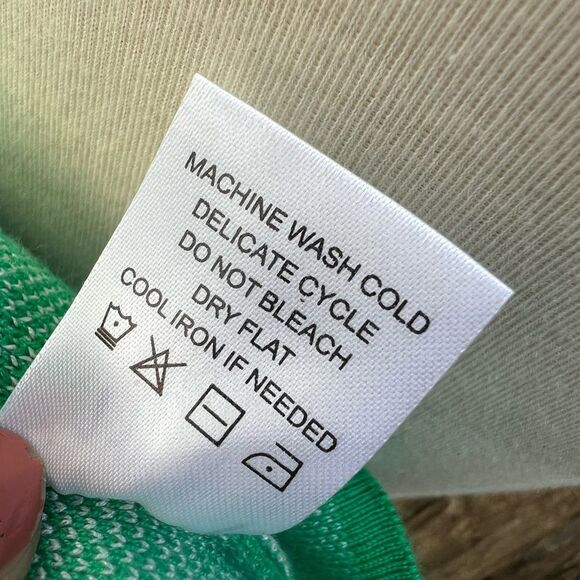 MACHINE WASH COLD
DELICATE CYCLE
DO NOT BLEACH
DRY FLAT
COOL IRON IF NEEDED